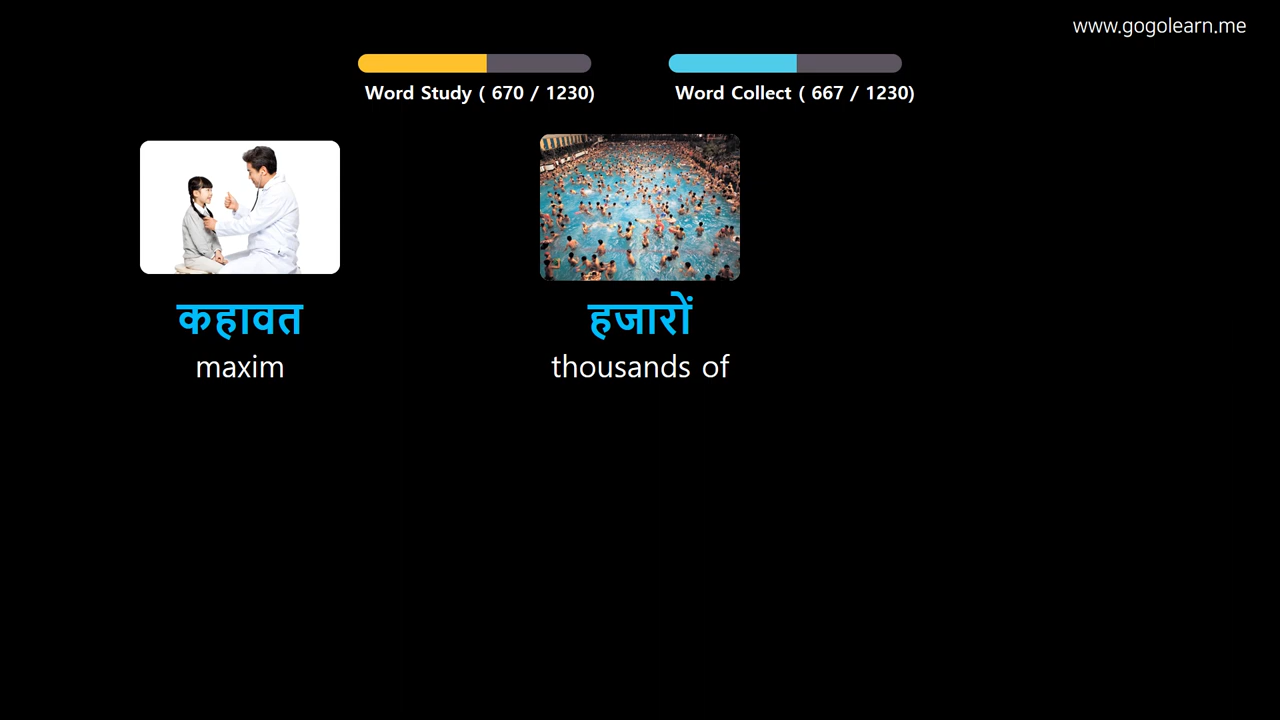 www.gogolearn.me
Word Study ( 670 / 1230)
Word Collect ( 667 / 1230)
कहावत
maxim
हजारों
thousands of